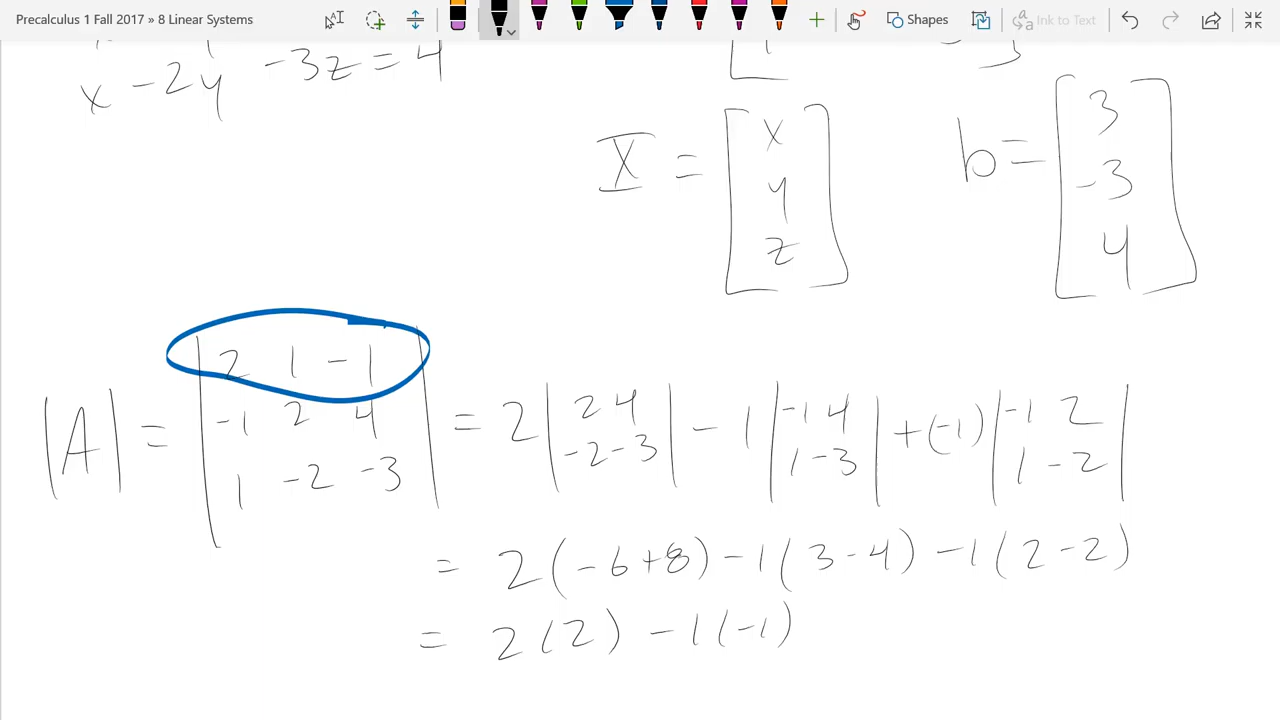 Precalculus 1 Fall 2017 » 8 Linear Systems
Shapes
Ink to Text
x - 2y - 3z = 4
X = [ x
y
z ]
b = [ 3
-3
4 ]
|A| = | 2 1 -1
-1 2 4
1 -2 -3 |
= 2 | 2 4
-2 -3 | - 1 | -1 4
1 -3 | + (-1) | -1 2
1 -2 |
= 2(-6+8) - 1(3-4) - 1(2-2)
= 2(2) - 1(-1)